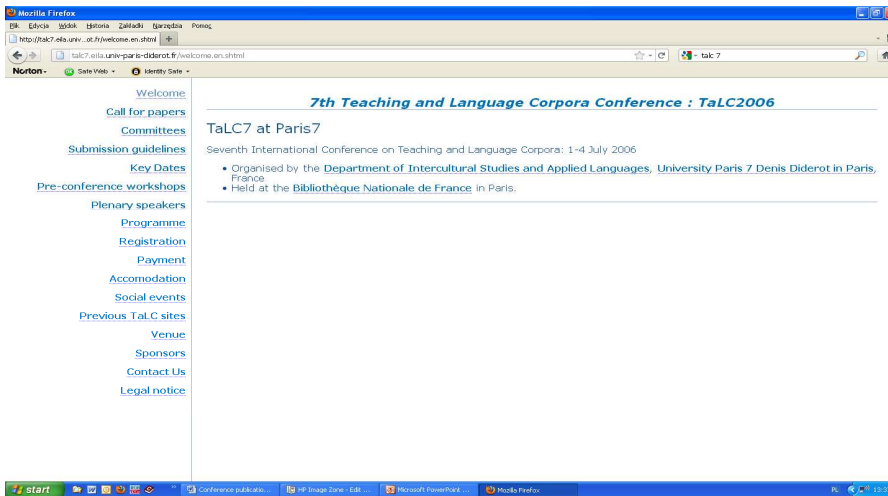 Mozilla Firefox
Plik Edycja Widok Historia Zakładki Narzędzia Pomoc
http://talc7.eila.univ...ot.fr/welcome.en.shtml
talc7.eila.univ-paris-diderot.fr/welcome.en.shtml
talc 7
Norton Safe Web Identity Safe
Welcome
Call for papers
Committees
Submission guidelines
Key Dates
Pre-conference workshops
Plenary speakers
Programme
Registration
Payment
Accomodation
Social events
Previous TaLC sites
Venue
Sponsors
Contact Us
Legal notice
7th Teaching and Language Corpora Conference : TaLC2006
TaLC7 at Paris7
Seventh International Conference on Teaching and Language Corpora: 1-4 July 2006
• Organised by the Department of Intercultural Studies and Applied Languages, University Paris 7 Denis Diderot in Paris,
France
• Held at the Bibliothèque Nationale de France in Paris.
start
Conference publicatio...
HP Image Zone - Edit ...
Microsoft PowerPoint ...
Mozilla Firefox
PL